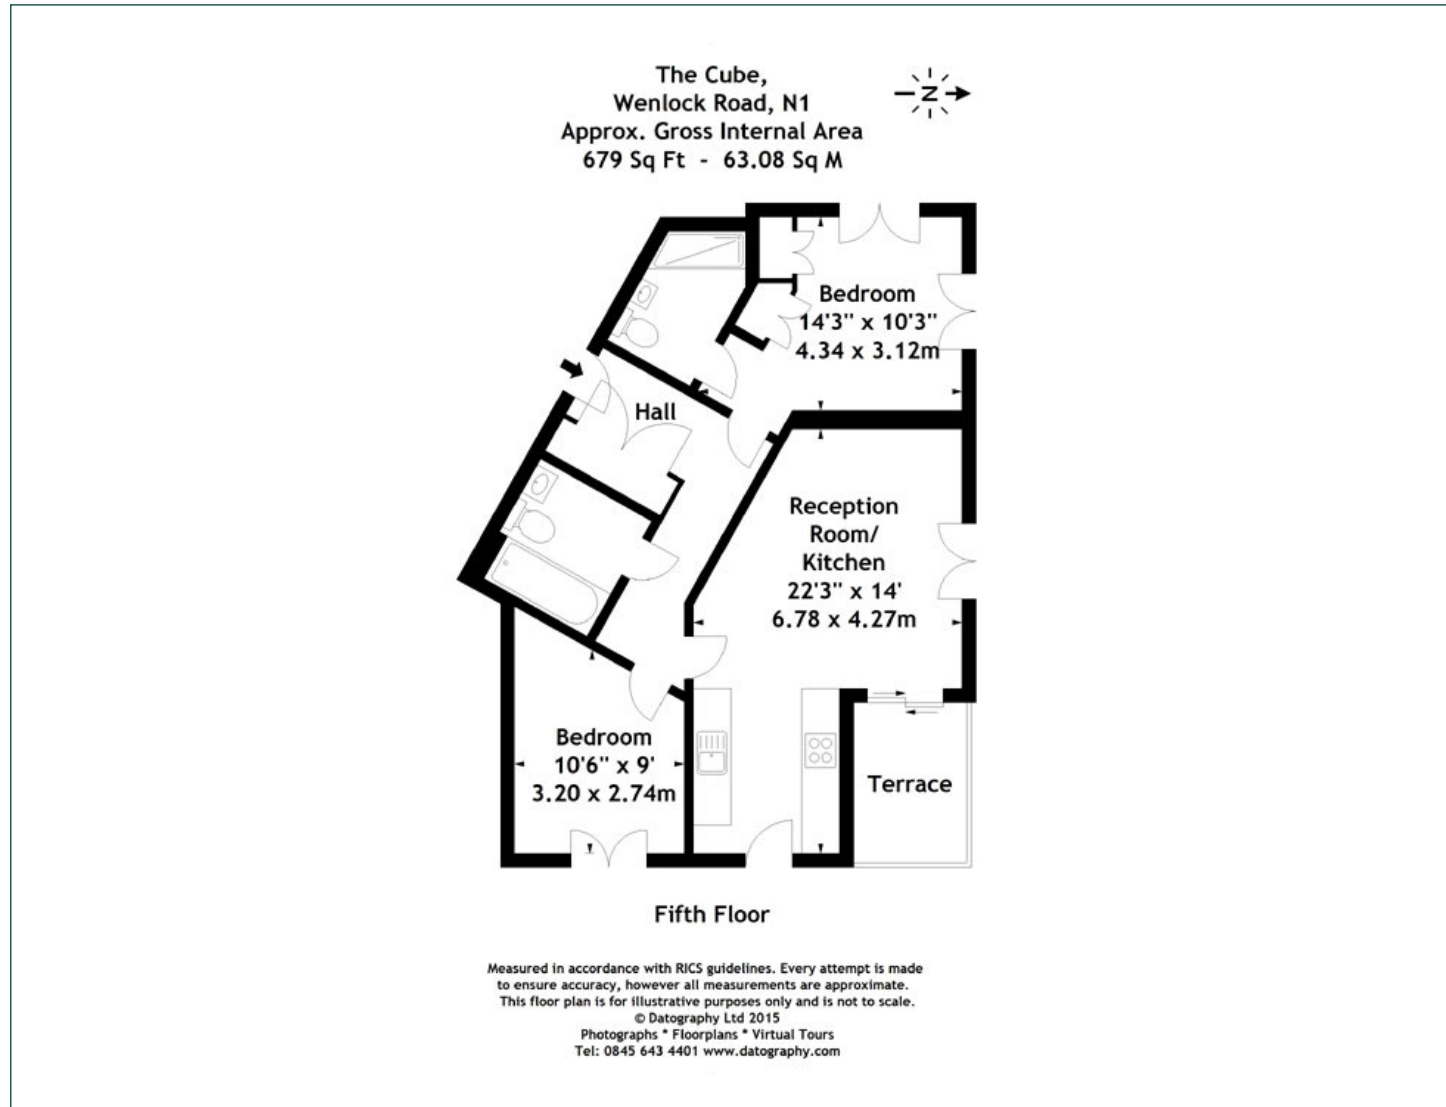 The Cube,
Wenlock Road, N1
Approx. Gross Internal Area
679 Sq Ft - 63.08 Sq M
N
Bedroom
14'3" x 10'3"
4.34 x 3.12m
Hall
Reception
Room/
Kitchen
22'3" x 14'
6.78 x 4.27m
Bedroom
10'6" x 9'
3.20 x 2.74m
Terrace
Fifth Floor
Measured in accordance with RICS guidelines. Every attempt is made
to ensure accuracy, however all measurements are approximate.
This floor plan is for illustrative purposes only and is not to scale.
© Datography Ltd 2015
Photographs * Floorplans * Virtual Tours
Tel: 0845 643 4401 www.datography.com